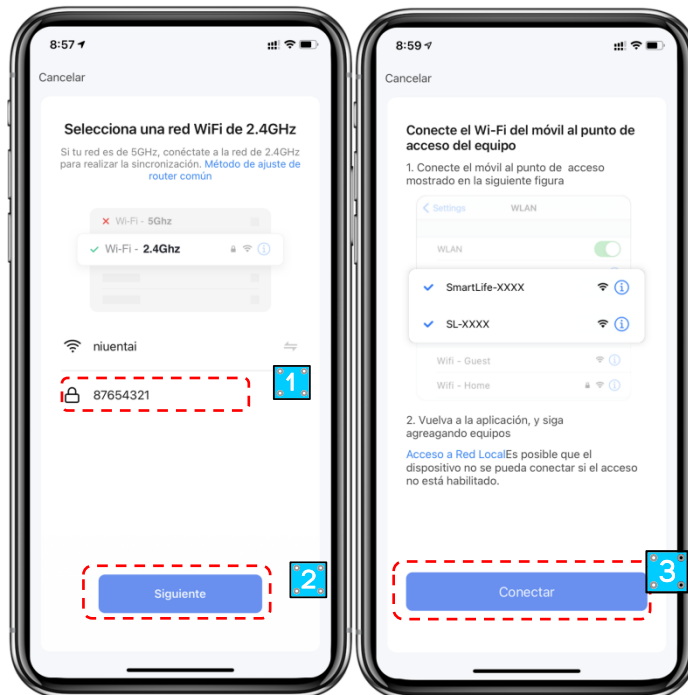 8:57
Cancelar
Selecciona una red WiFi de 2.4GHz
Si tu red es de 5GHz, conéctate a la red de 2.4GHz
para realizar la sincronización. Método de ajuste de
router común
Wi-Fi - 5Ghz
Wi-Fi - 2.4Ghz
niuentai
1
87654321
2
Siguiente
8:59
Cancelar
Conecte el Wi-Fi del móvil al punto de
acceso del equipo
1. Conecte el móvil al punto de acceso
mostrado en la siguiente figura
Settings
WLAN
WLAN
SmartLife-XXXX
SL-XXXX
Wifi - Guest
Wifi - Home
2. Vuelva a la aplicación, y siga
agreagando equipos
Acceso a Red LocalEs posible que el
dispositivo no se pueda conectar si el acceso
no está habilitado.
3
Conectar